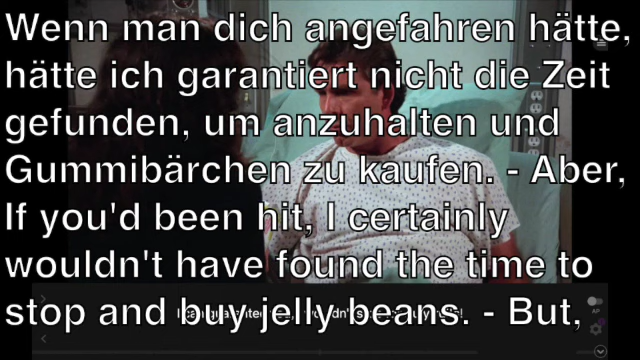 Wenn man dich angefahren hätte,
hätte ich garantiert nicht die Zeit
gefunden, um anzuhalten und
Gummibärchen zu kaufen. - Aber,
If you'd been hit, I certainly
wouldn't have found the time to
stop and buy jelly beans. - But,
AP